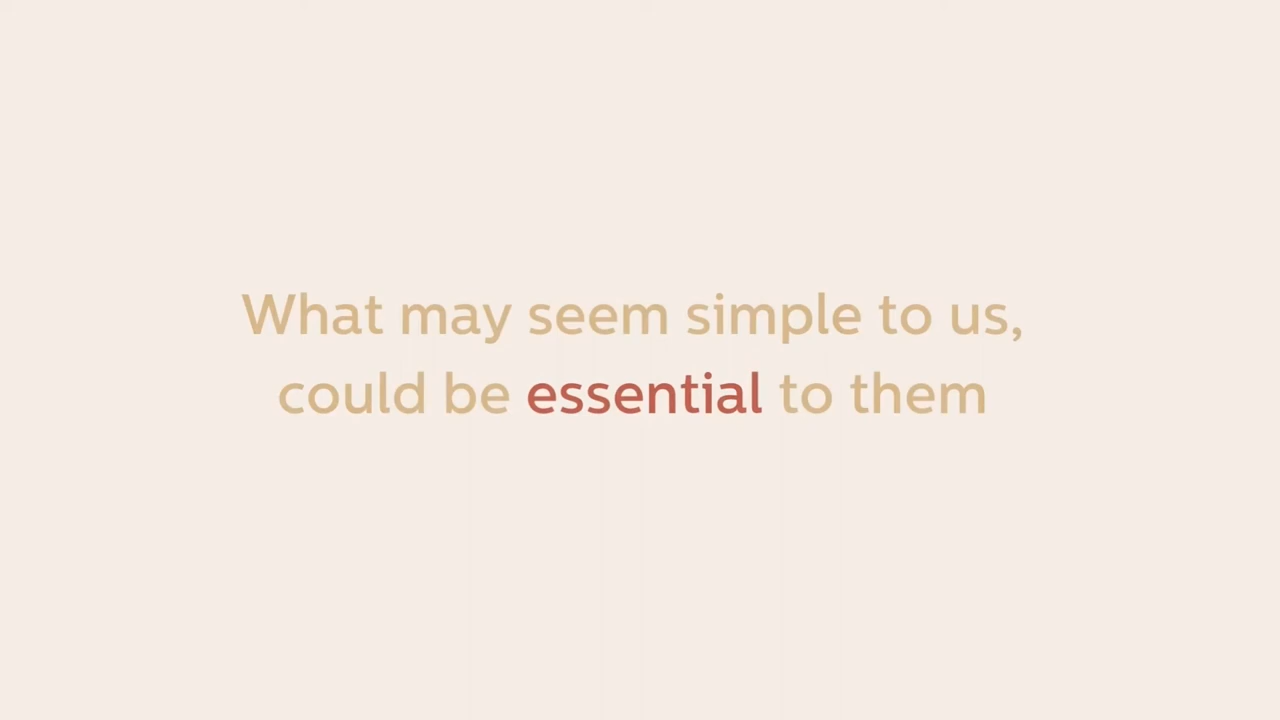 What may seem simple to us,
could be essential to them